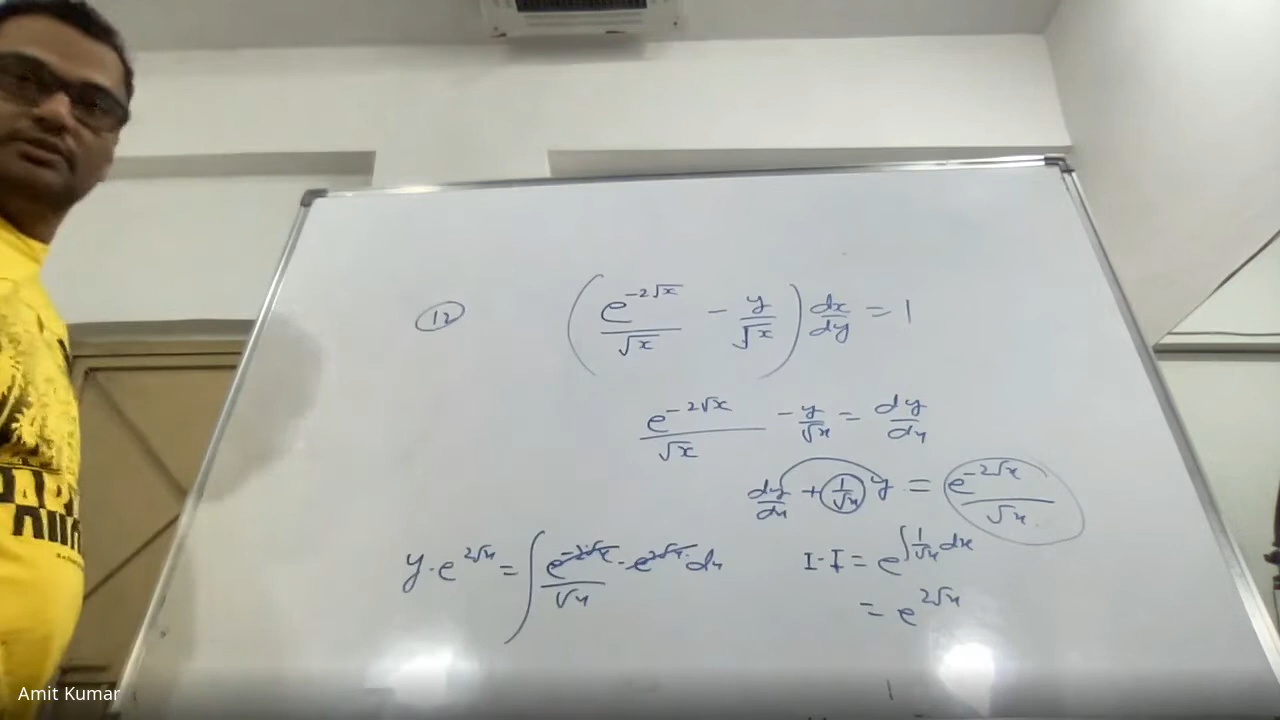 (12) (e^{-2√x}/√x - y/√x) dx/dy = 1
e^{-2√x}/√x - y/√x = dy/dx
dy/dx + (1/√x) y = e^{-2√x}/√x
I·F = e^{∫ 1/√x dx}
= e^{2√x}
y·e^{2√x} = ∫ e^{-2√x}/√x · e^{2√x} dx
PAR
Amit Kumar